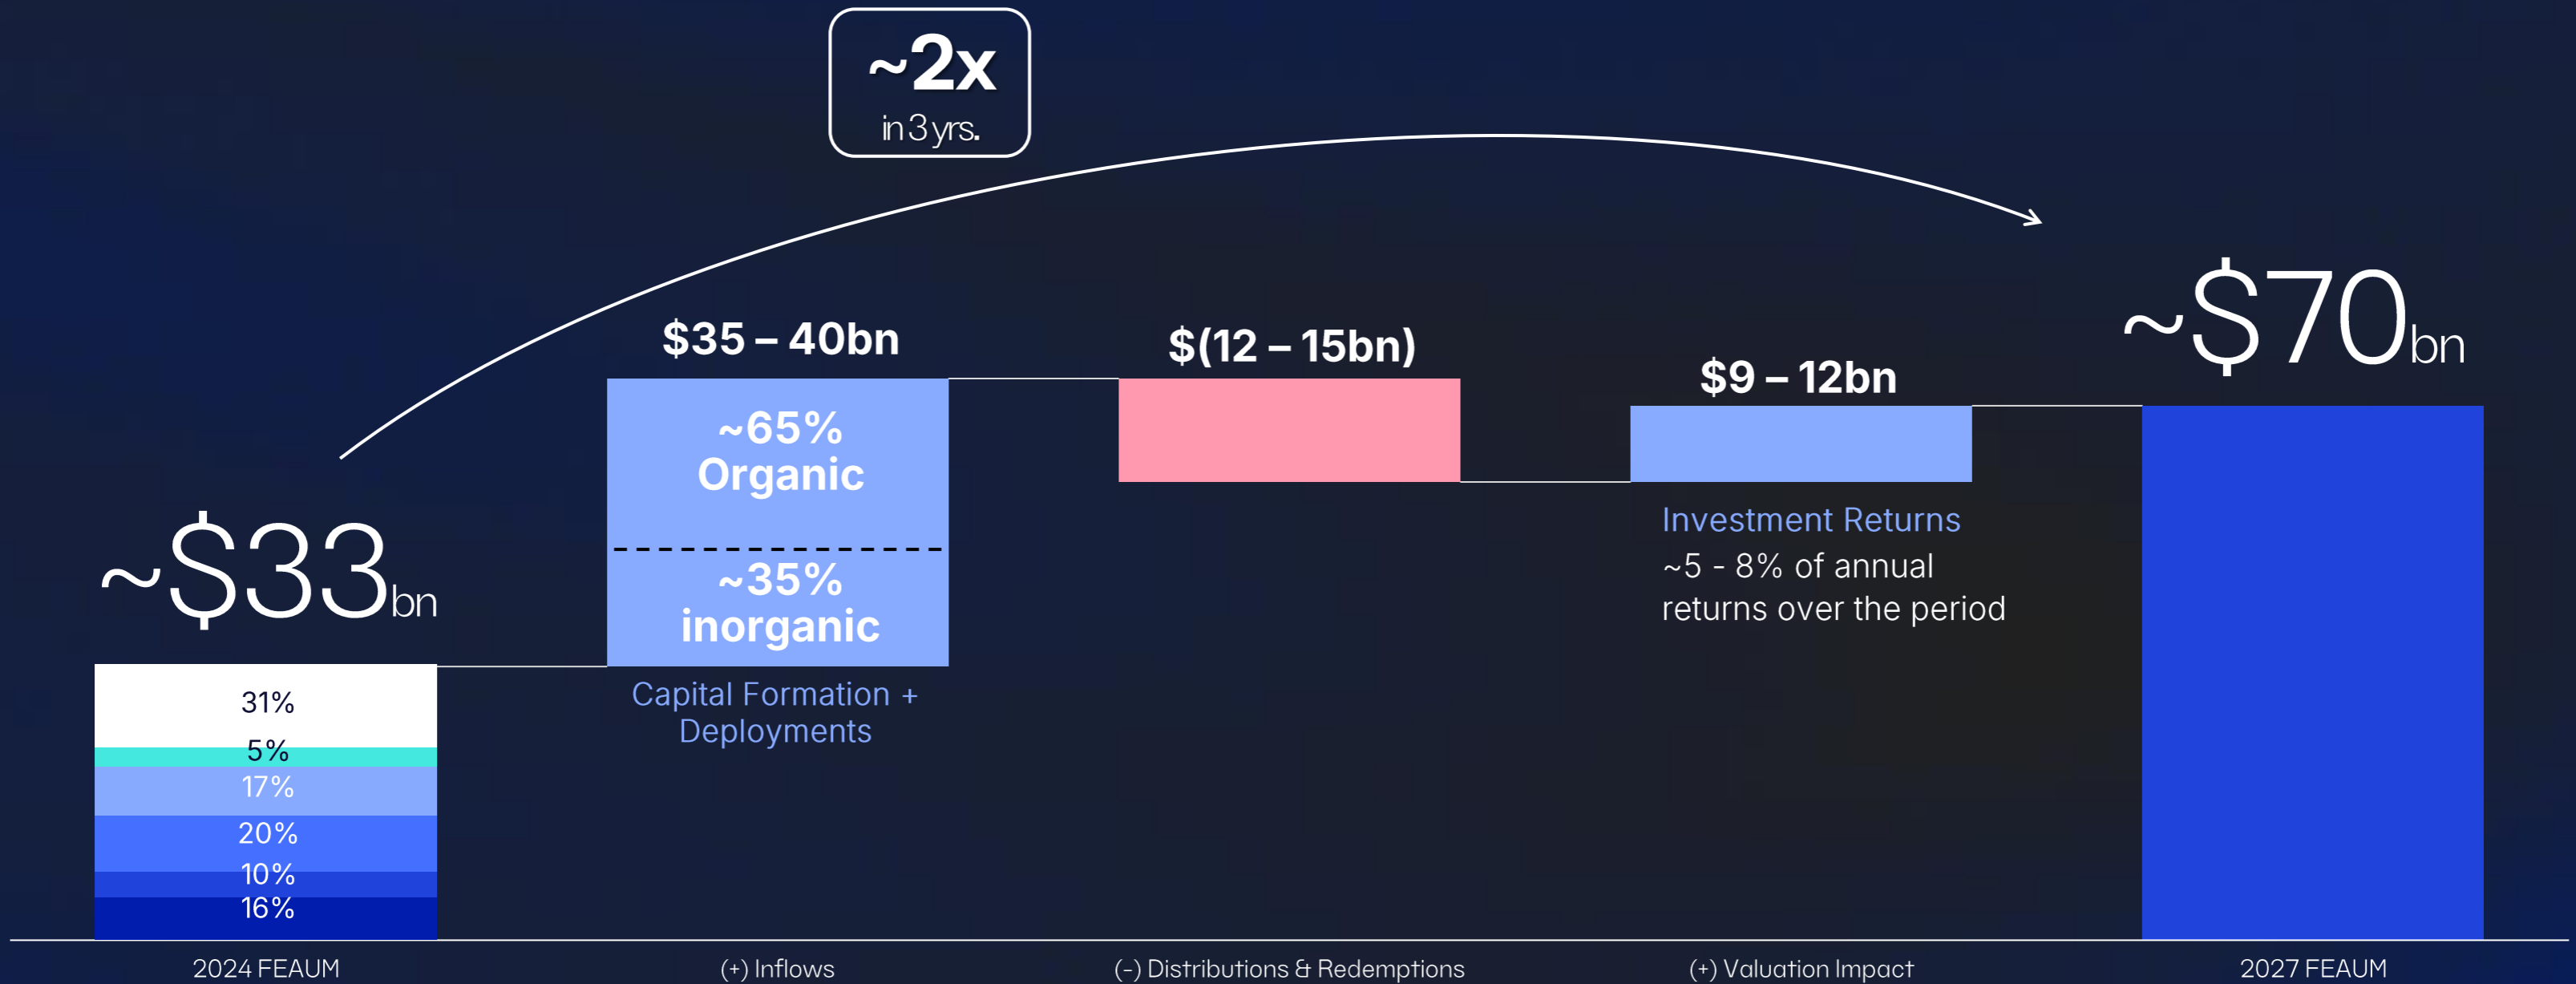 ~2x
in 3 yrs.
~$33bn
31%
5%
17%
20%
10%
16%
2024 FEAUM
$35 – 40bn
~65%
Organic
~35%
inorganic
Capital Formation +
Deployments
(+) Inflows
$(12 – 15bn)
(-) Distributions & Redemptions
$9 – 12bn
Investment Returns
~5 - 8% of annual
returns over the period
(+) Valuation Impact
~$70bn
2027 FEAUM